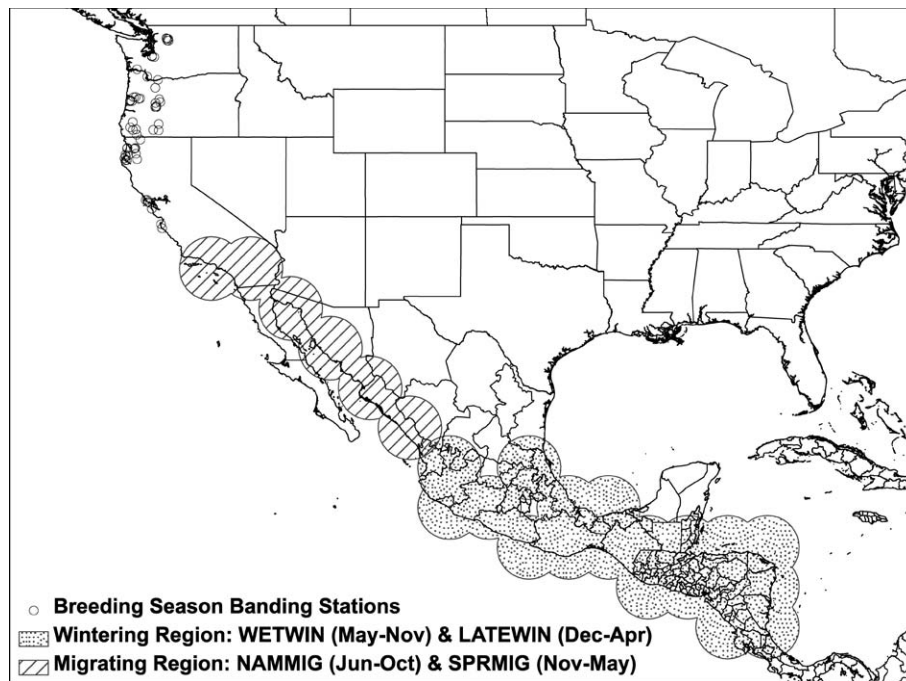 Breeding Season Banding Stations
Wintering Region: WETWIN (May-Nov) & LATEWIN (Dec-Apr)
Migrating Region: NAMMIG (Jun-Oct) & SPRMIG (Nov-May)